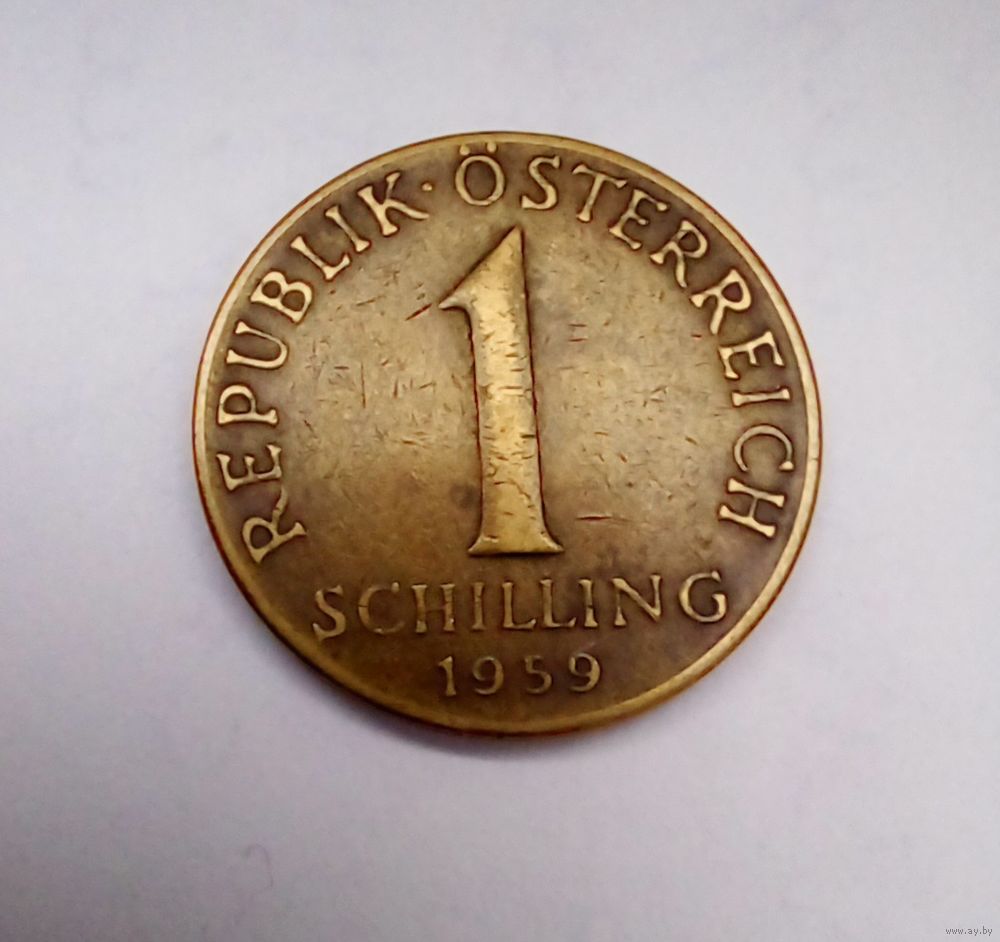 REPUBLIK · ÖSTERREICH
1
SCHILLING
1959
www.ay.by